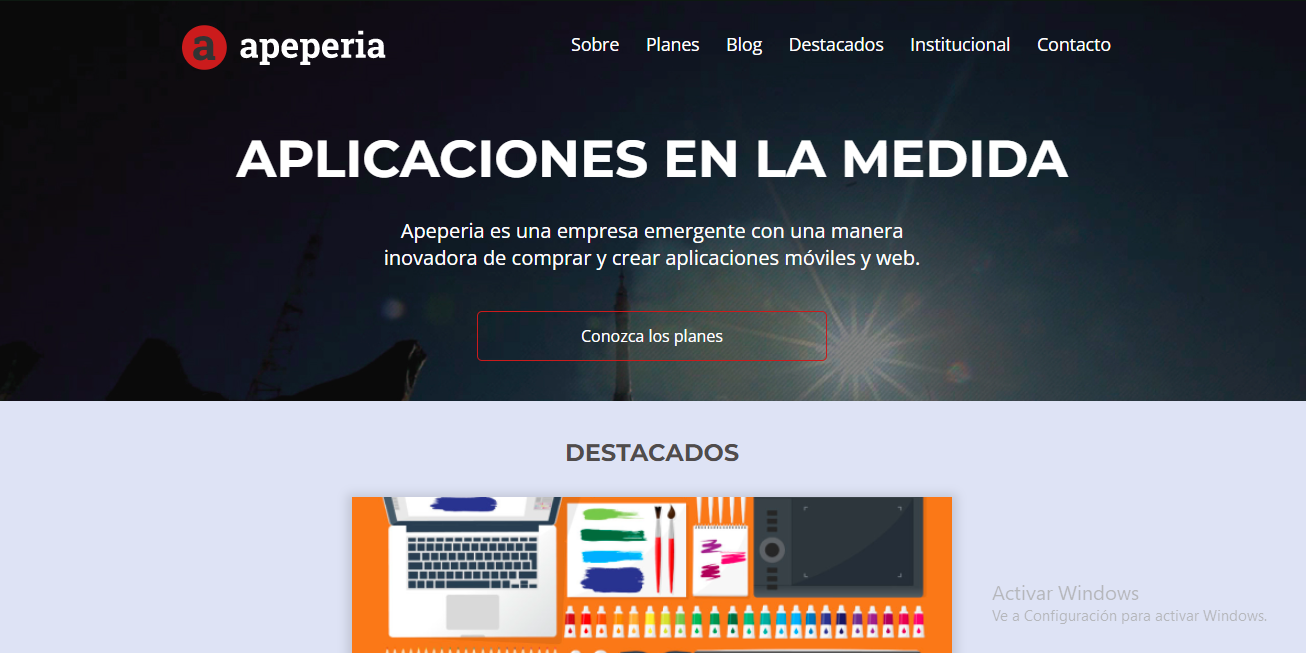 a apeperia
Sobre Planes Blog Destacados Institucional Contacto
APLICACIONES EN LA MEDIDA
Apeperia es una empresa emergente con una manera
inovadora de comprar y crear aplicaciones móviles y web.
Conozca los planes
DESTACADOS
Activar Windows
Ve a Configuración para activar Windows.